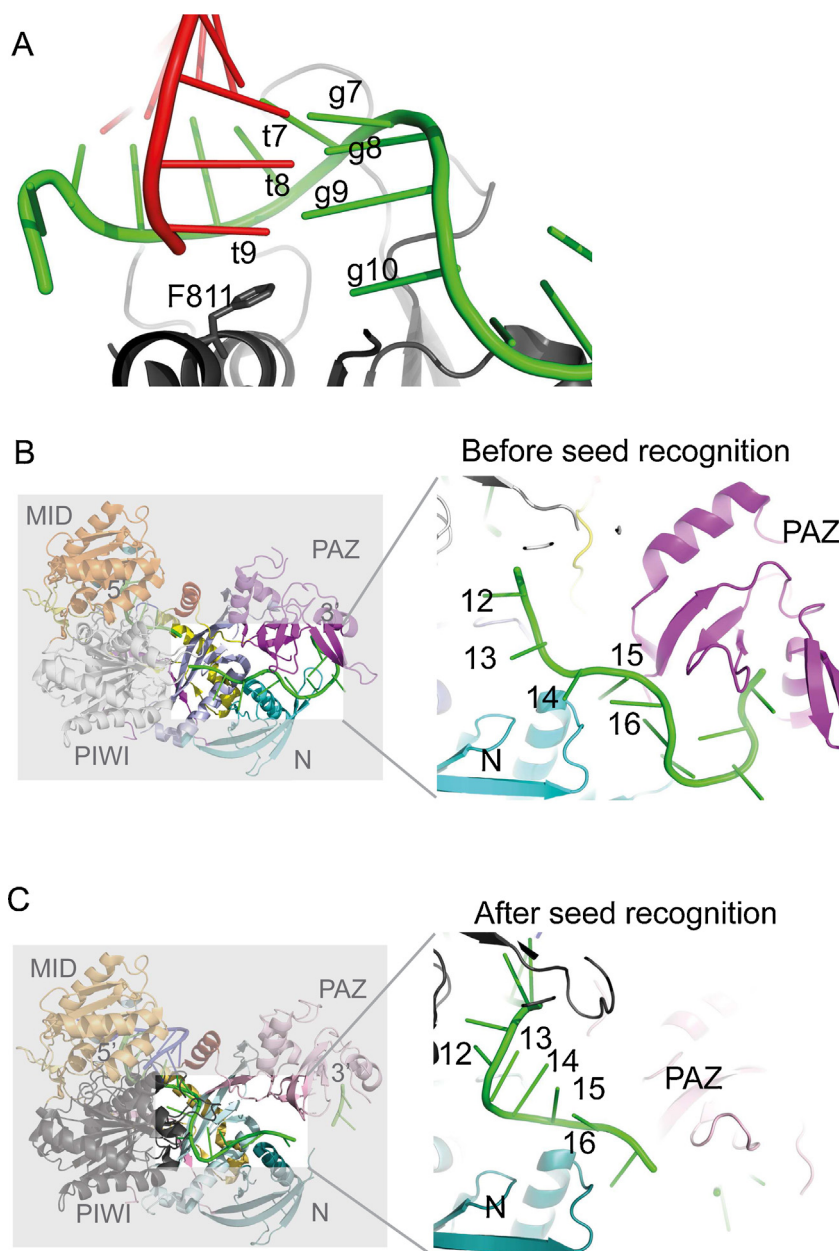 A
g7
t7
g8
t8
g9
t9
g10
F811
B
Before seed recognition
MID
PAZ
5'
3'
PIWI
N
PAZ
12
13
14
15
16
N
C
After seed recognition
MID
PAZ
5'
3'
PIWI
N
12
13
14
15
16
PAZ
N